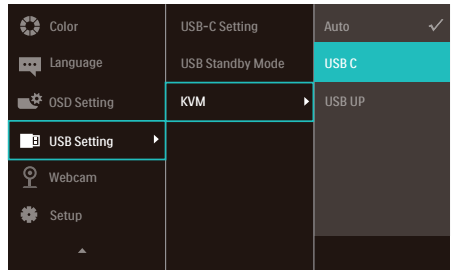 Color
Language
OSD Setting
USB Setting
Webcam
Setup
USB-C Setting
USB Standby Mode
KVM
Auto
USB C
USB UP